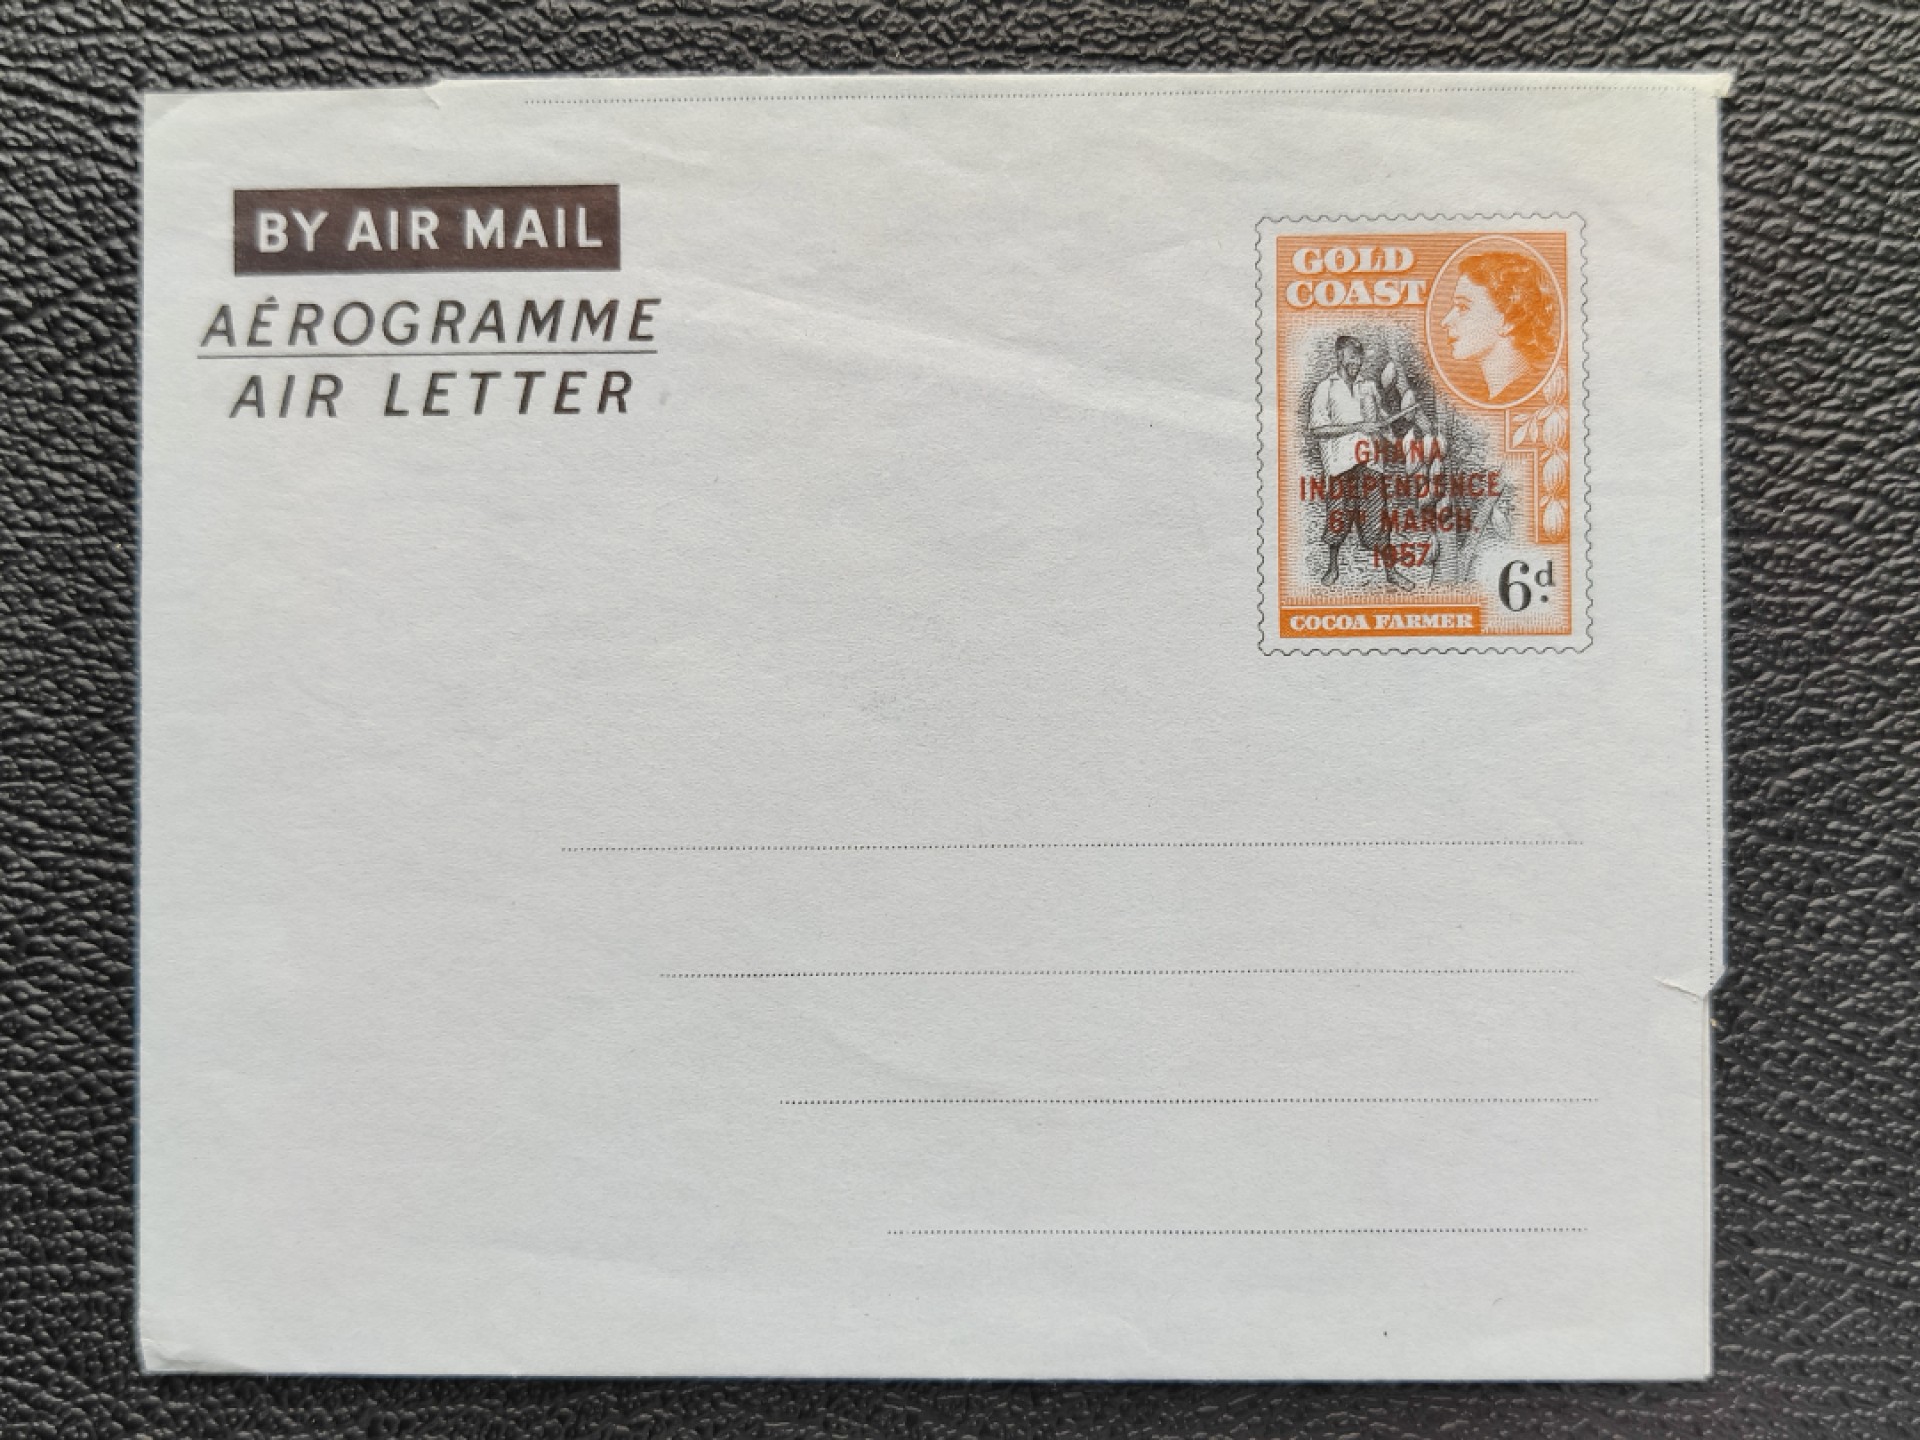 BY AIR MAIL
AÉROGRAMME
AIR LETTER
GOLD
COAST
GHANA
INDEPENDENCE
6TH MARCH
1957
6d.
COCOA FARMER